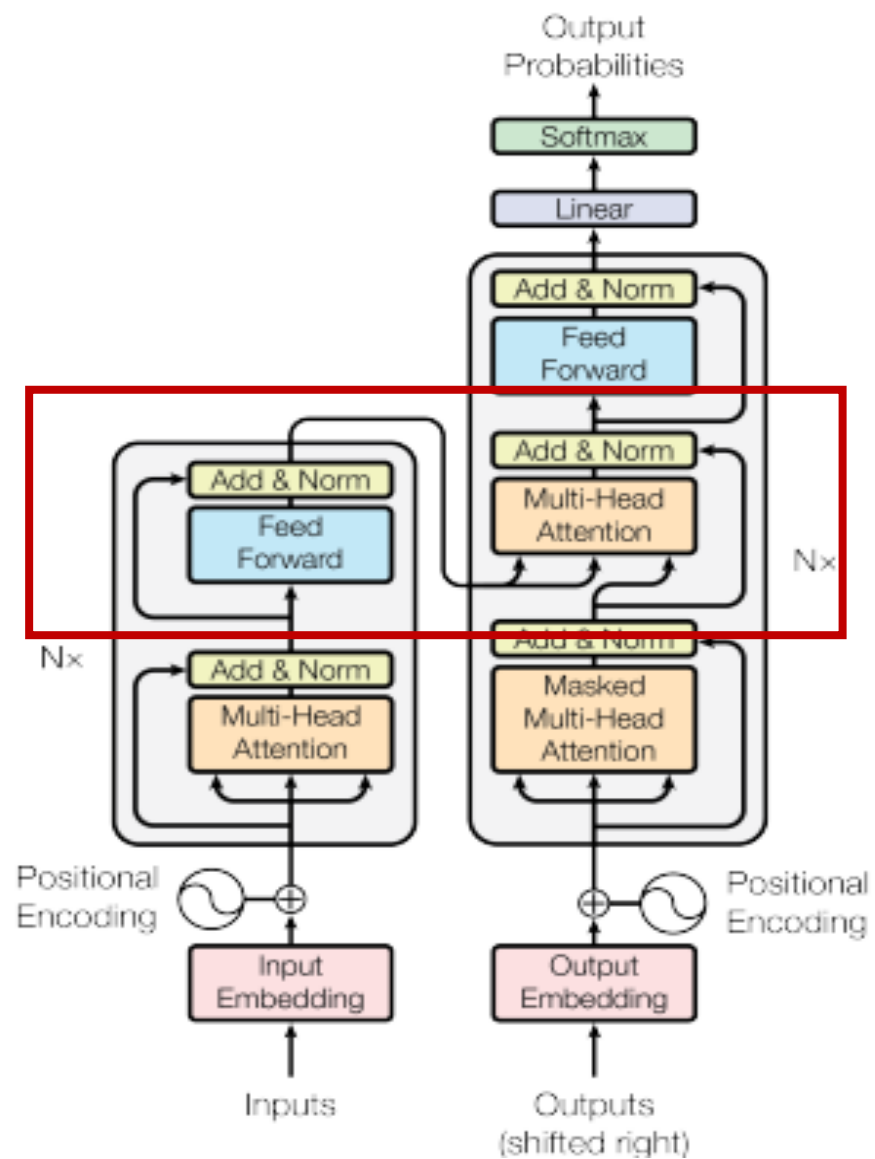 Output
Probabilities
Softmax
Linear
Add & Norm
Feed
Forward
Add & Norm
Multi-Head
Attention
Nx
Add & Norm
Masked
Multi-Head
Attention
Add & Norm
Feed
Forward
Nx
Add & Norm
Multi-Head
Attention
Positional
Encoding
Positional
Encoding
Input
Embedding
Output
Embedding
Inputs
Outputs
(shifted right)